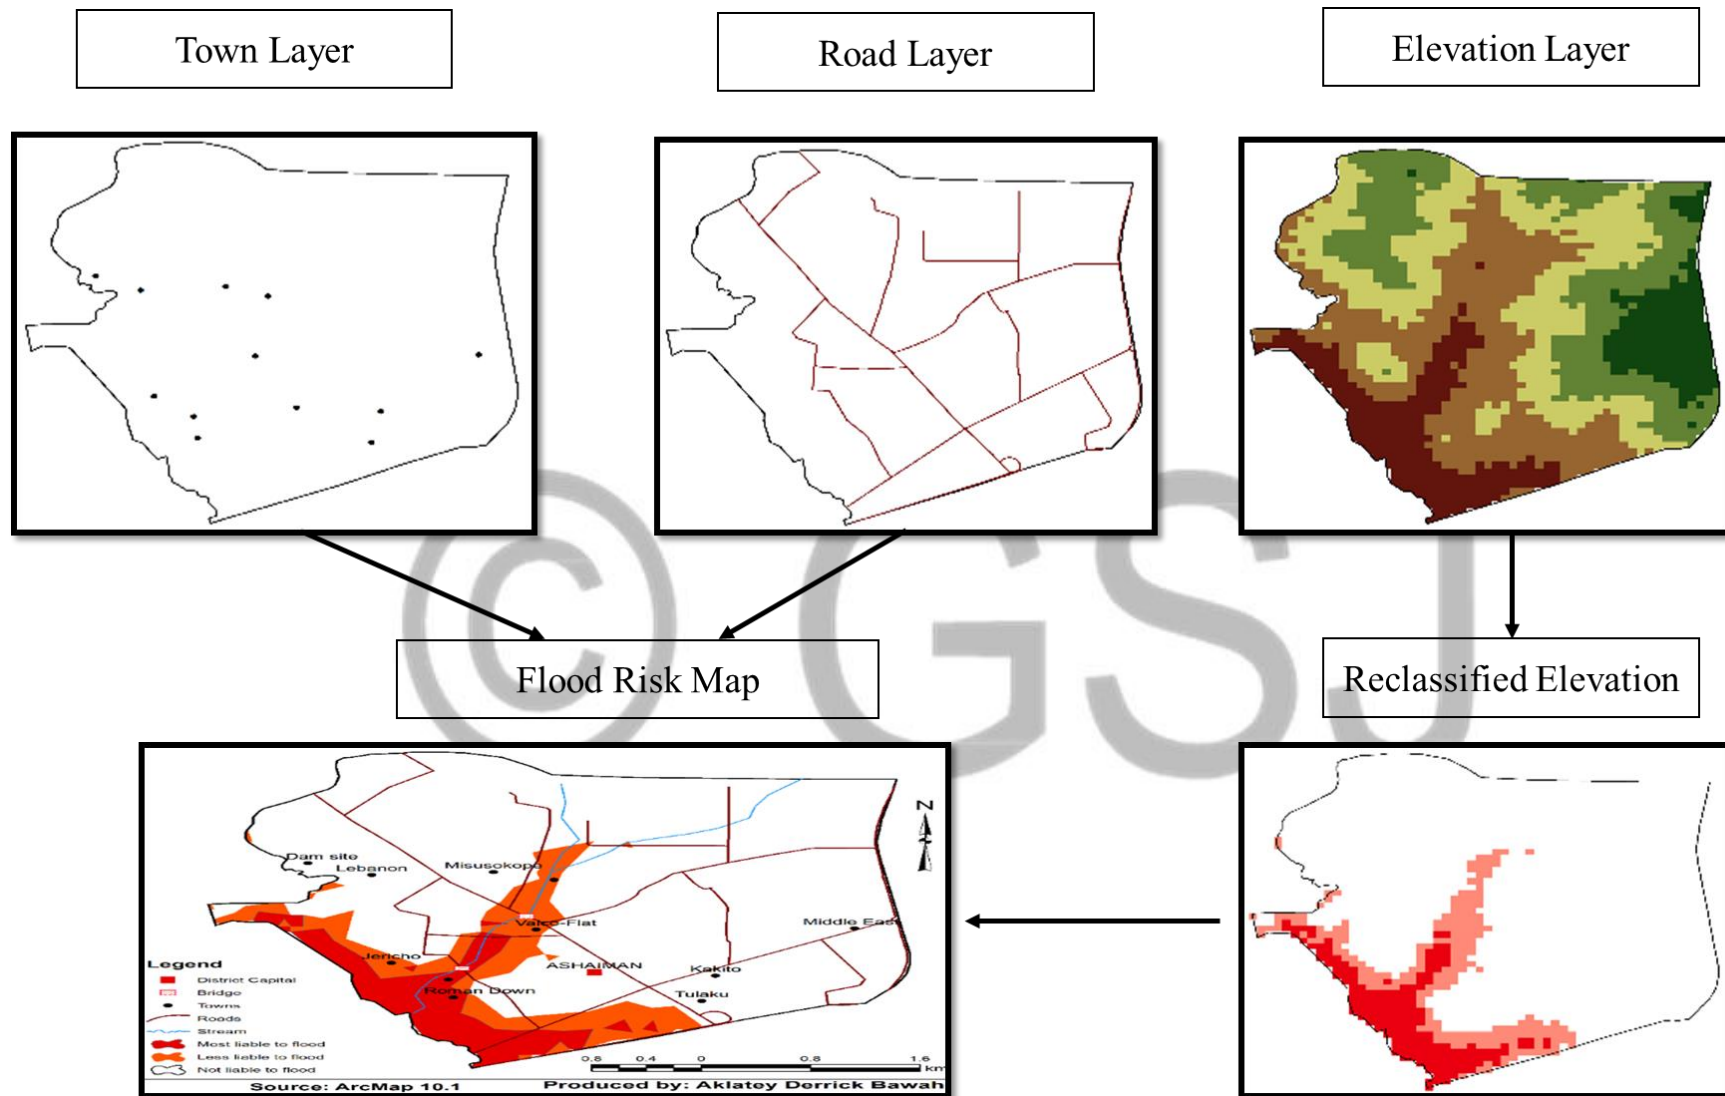 Town Layer
Road Layer
Elevation Layer
© GSJ
Flood Risk Map
Reclassified Elevation
N
Dam site
Lebanon
Misusokopo
Valco-Flat
Middle East
Jericho
ASHAIMAN
Kakito
Roman Down
Tulaku
Legend
District Capital
Bridge
Towns
Roads
Stream
Most liable to flood
Less liable to flood
Not liable to flood
0.8 0.4 0 0.8 1.6
km
Source: ArcMap 10.1 Produced by: Aklatey Derrick Bawah